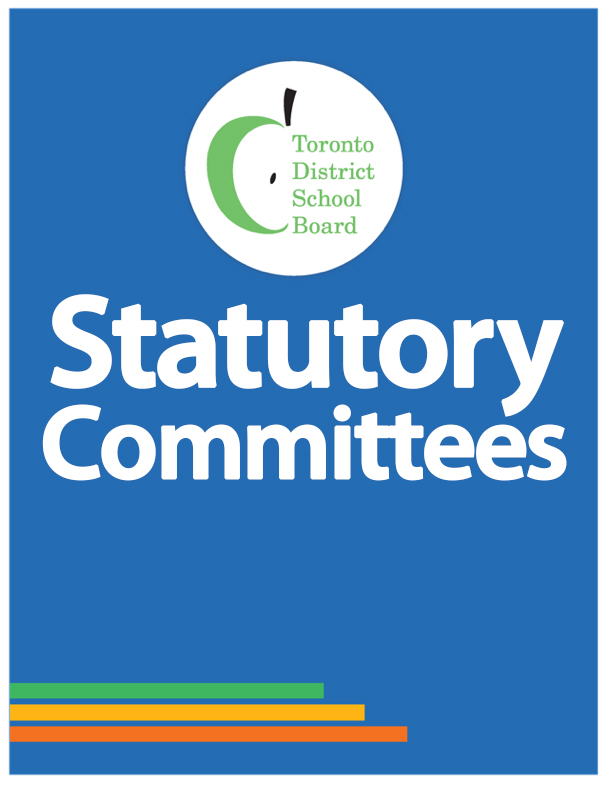 Toronto
District
School
Board
Statutory
Committees